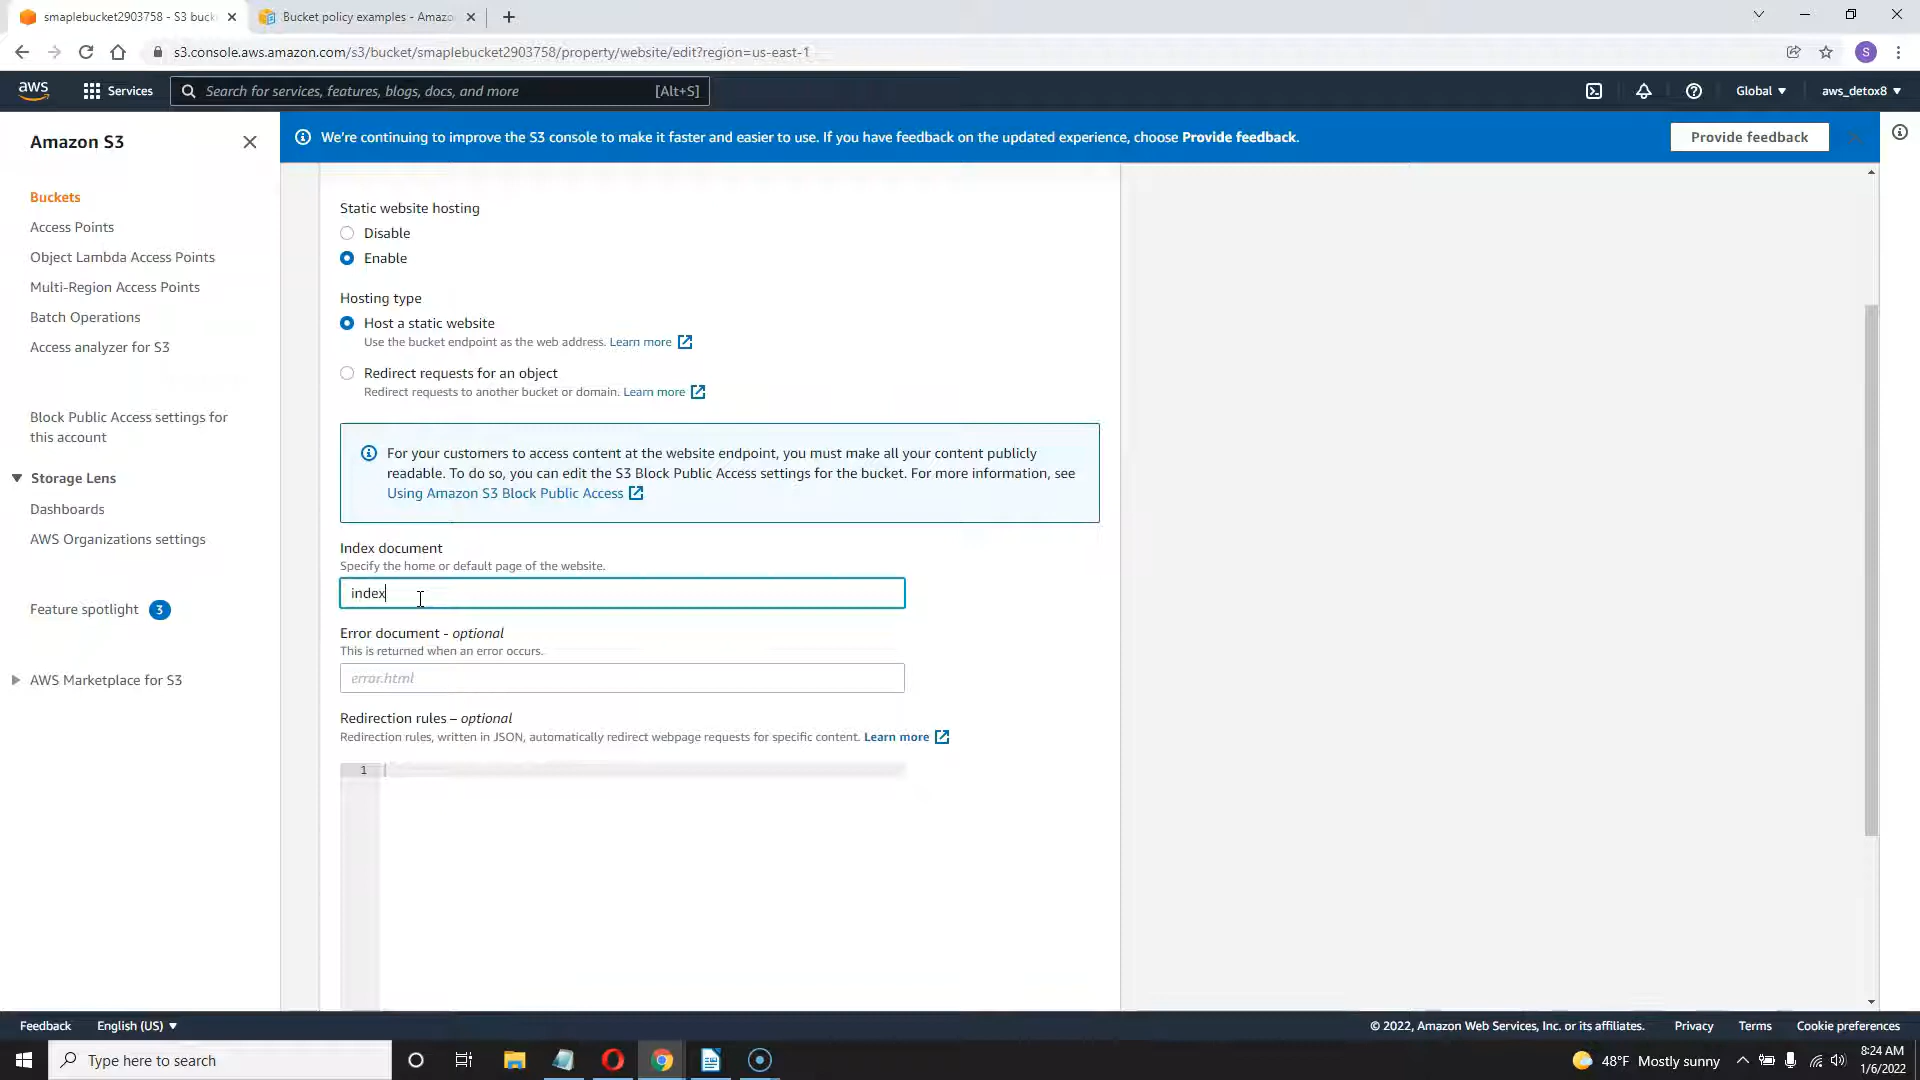 smaplebucket2903758 - S3 buck
Bucket policy examples - Amazo
s3.console.aws.amazon.com/s3/bucket/smaplebucket2903758/property/website/edit?region=us-east-1
S
aws
Services
Search for services, features, blogs, docs, and more
[Alt+S]
Global
aws_detox8
Amazon S3
Buckets
Access Points
Object Lambda Access Points
Multi-Region Access Points
Batch Operations
Access analyzer for S3
Block Public Access settings for
this account
Storage Lens
Dashboards
AWS Organizations settings
Feature spotlight 3
AWS Marketplace for S3
We're continuing to improve the S3 console to make it faster and easier to use. If you have feedback on the updated experience, choose Provide feedback.
Provide feedback
Static website hosting
Disable
Enable
Hosting type
Host a static website
Use the bucket endpoint as the web address. Learn more
Redirect requests for an object
Redirect requests to another bucket or domain. Learn more
For your customers to access content at the website endpoint, you must make all your content publicly
readable. To do so, you can edit the S3 Block Public Access settings for the bucket. For more information, see
Using Amazon S3 Block Public Access
Index document
Specify the home or default page of the website.
index
Error document - optional
This is returned when an error occurs.
error.html
Redirection rules – optional
Redirection rules, written in JSON, automatically redirect webpage requests for specific content. Learn more
1
Feedback
English (US)
© 2022, Amazon Web Services, Inc. or its affiliates.
Privacy
Terms
Cookie preferences
Type here to search
48°F Mostly sunny
8:24 AM
1/6/2022